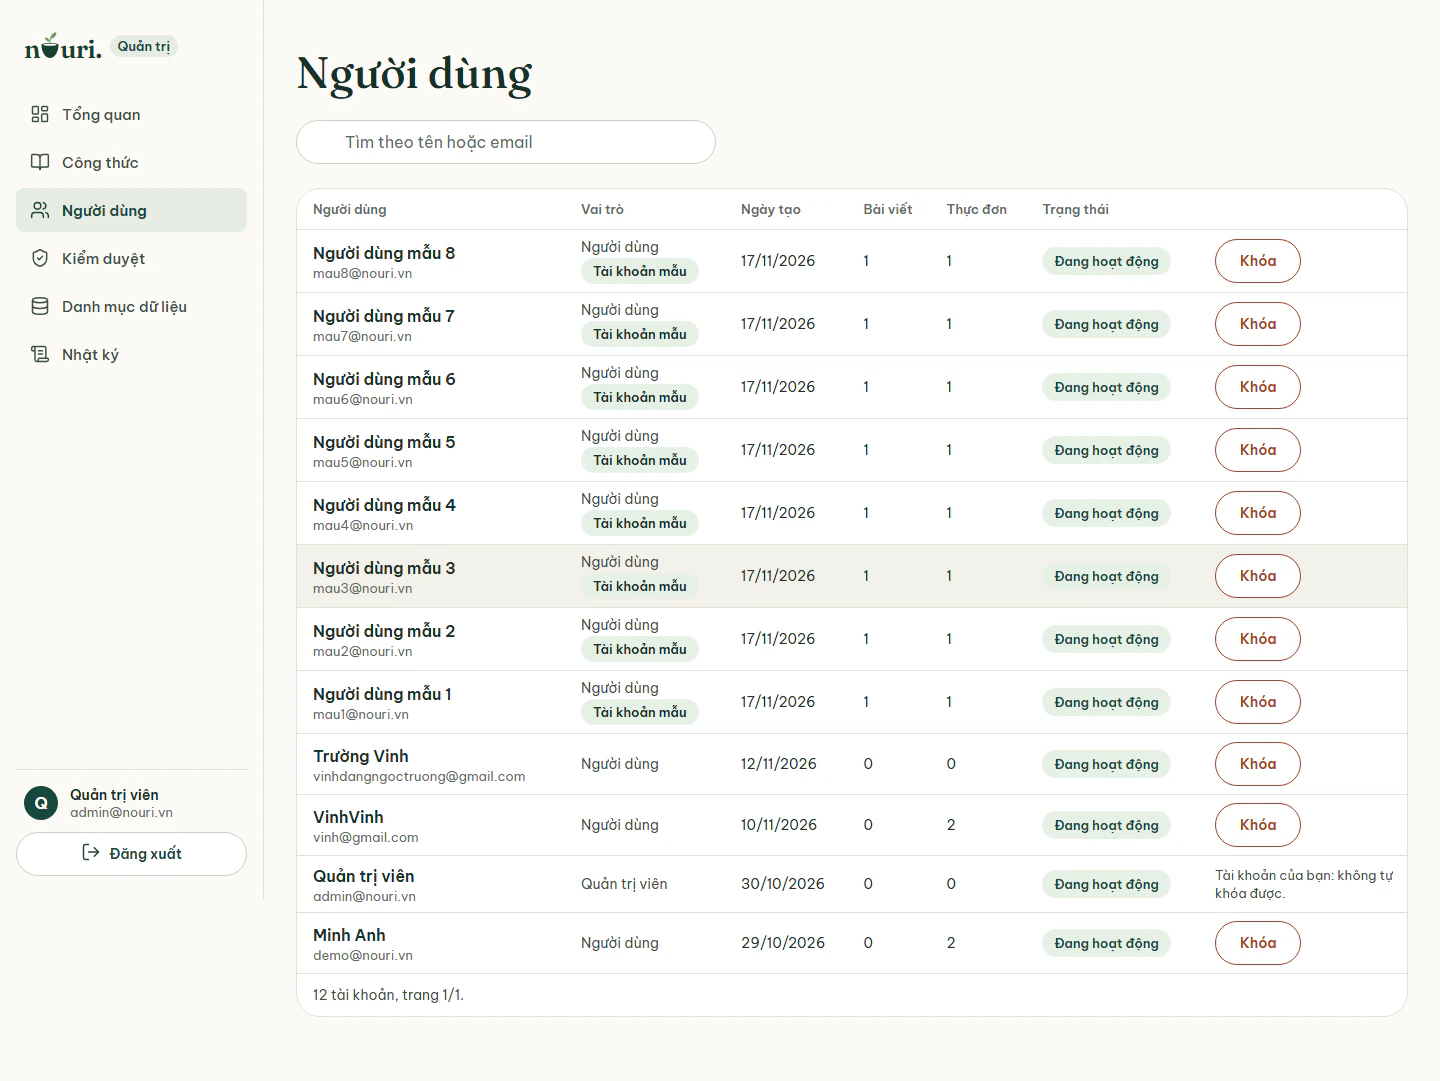 nouri. Quản trị
Tổng quan
Công thức
Người dùng
Kiểm duyệt
Danh mục dữ liệu
Nhật ký
Q Quản trị viên
admin@nouri.vn
Đăng xuất
Người dùng
Tìm theo tên hoặc email
Người dùng Vai trò Ngày tạo Bài viết Thực đơn Trạng thái
Người dùng mẫu 8
mau8@nouri.vn
Người dùng
Tài khoản mẫu
17/11/2026 1 1 Đang hoạt động Khóa
Người dùng mẫu 7
mau7@nouri.vn
Người dùng
Tài khoản mẫu
17/11/2026 1 1 Đang hoạt động Khóa
Người dùng mẫu 6
mau6@nouri.vn
Người dùng
Tài khoản mẫu
17/11/2026 1 1 Đang hoạt động Khóa
Người dùng mẫu 5
mau5@nouri.vn
Người dùng
Tài khoản mẫu
17/11/2026 1 1 Đang hoạt động Khóa
Người dùng mẫu 4
mau4@nouri.vn
Người dùng
Tài khoản mẫu
17/11/2026 1 1 Đang hoạt động Khóa
Người dùng mẫu 3
mau3@nouri.vn
Người dùng
Tài khoản mẫu
17/11/2026 1 1 Đang hoạt động Khóa
Người dùng mẫu 2
mau2@nouri.vn
Người dùng
Tài khoản mẫu
17/11/2026 1 1 Đang hoạt động Khóa
Người dùng mẫu 1
mau1@nouri.vn
Người dùng
Tài khoản mẫu
17/11/2026 1 1 Đang hoạt động Khóa
Trường Vinh
vinhdangngoctruong@gmail.com
Người dùng 12/11/2026 0 0 Đang hoạt động Khóa
VinhVinh
vinh@gmail.com
Người dùng 10/11/2026 0 2 Đang hoạt động Khóa
Quản trị viên
admin@nouri.vn
Quản trị viên 30/10/2026 0 0 Đang hoạt động
Tài khoản của bạn: không tự
khóa được.
Minh Anh
demo@nouri.vn
Người dùng 29/10/2026 0 2 Đang hoạt động Khóa
12 tài khoản, trang 1/1.